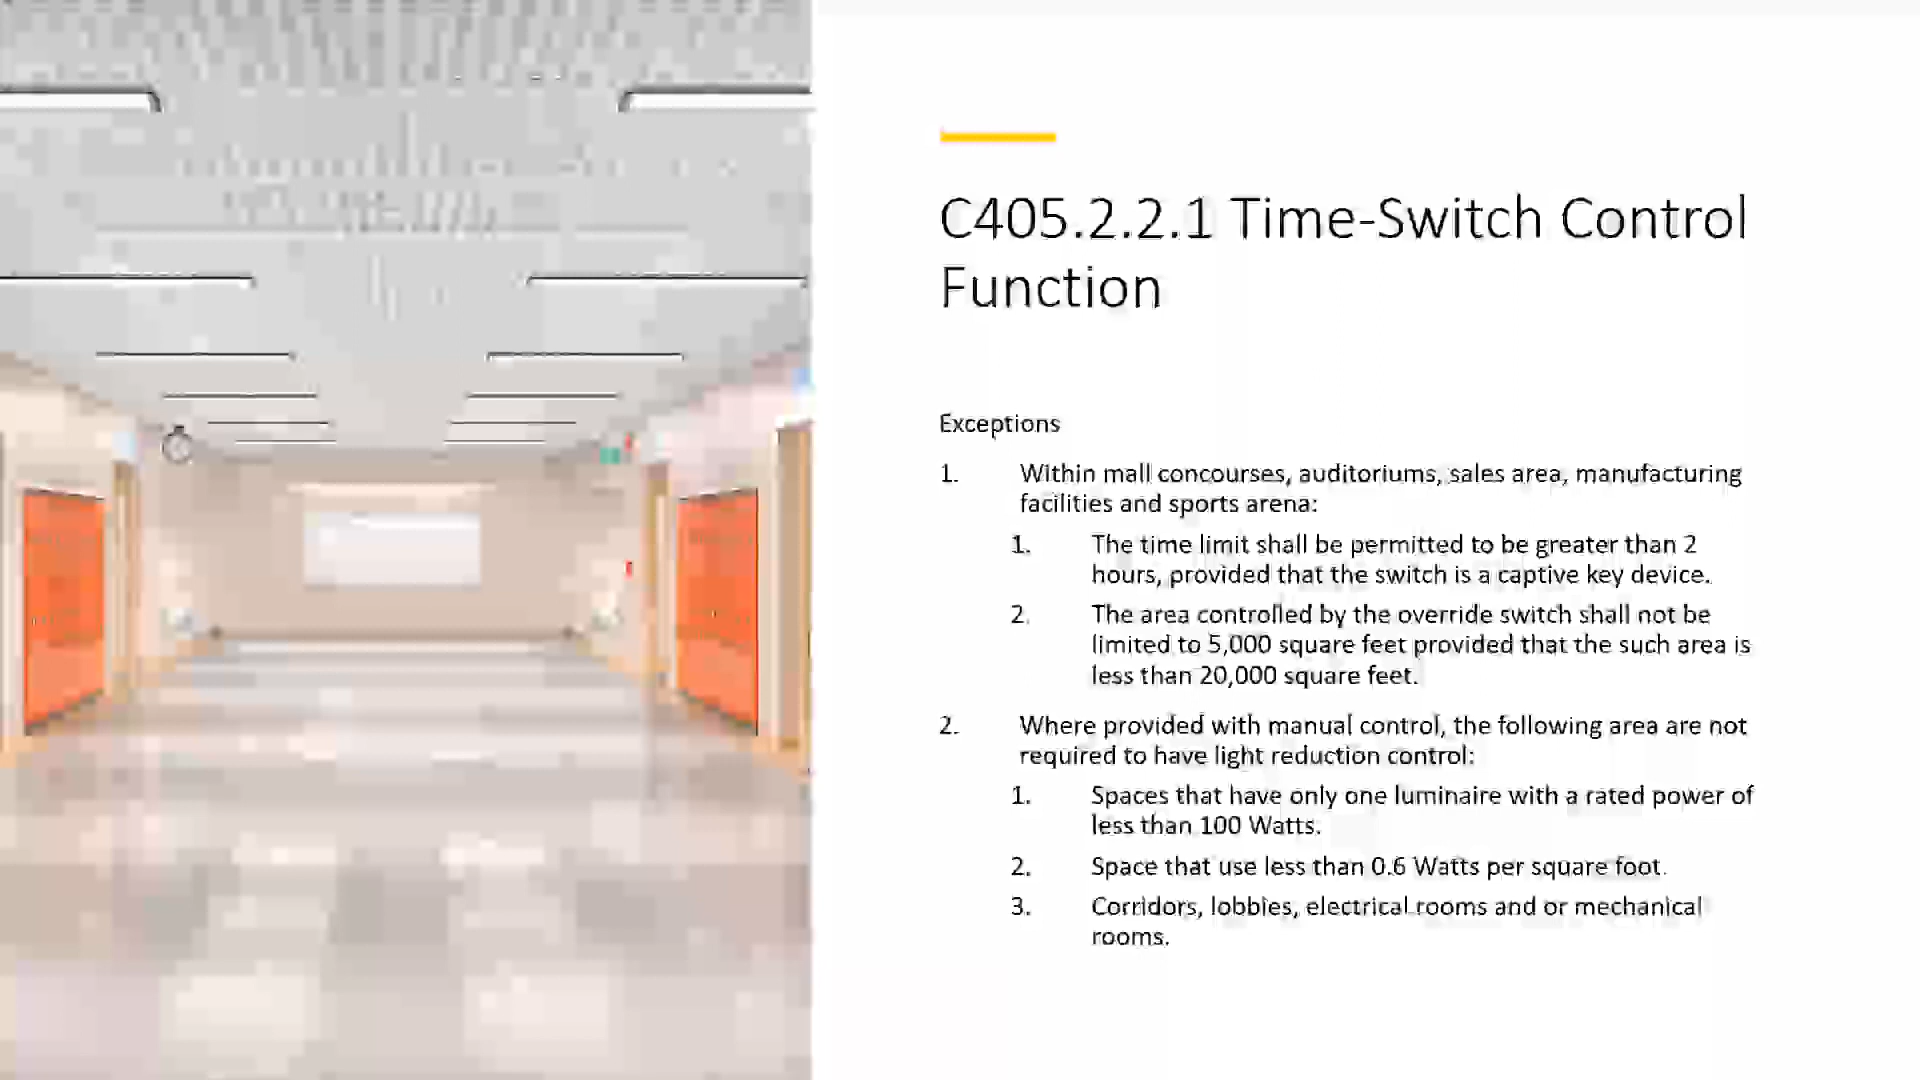 C405.2.2.1 Time-Switch Control
Function
Exceptions
1. Within mall concourses, auditoriums, sales area, manufacturing
facilities and sports arena:
1. The time limit shall be permitted to be greater than 2
hours, provided that the switch is a captive key device.
2. The area controlled by the override switch shall not be
limited to 5,000 square feet provided that the such area is
less than 20,000 square feet.
2. Where provided with manual control, the following area are not
required to have light reduction control:
1. Spaces that have only one luminaire with a rated power of
less than 100 Watts.
2. Space that use less than 0.6 Watts per square foot.
3. Corridors, lobbies, electrical rooms and or mechanical
rooms.